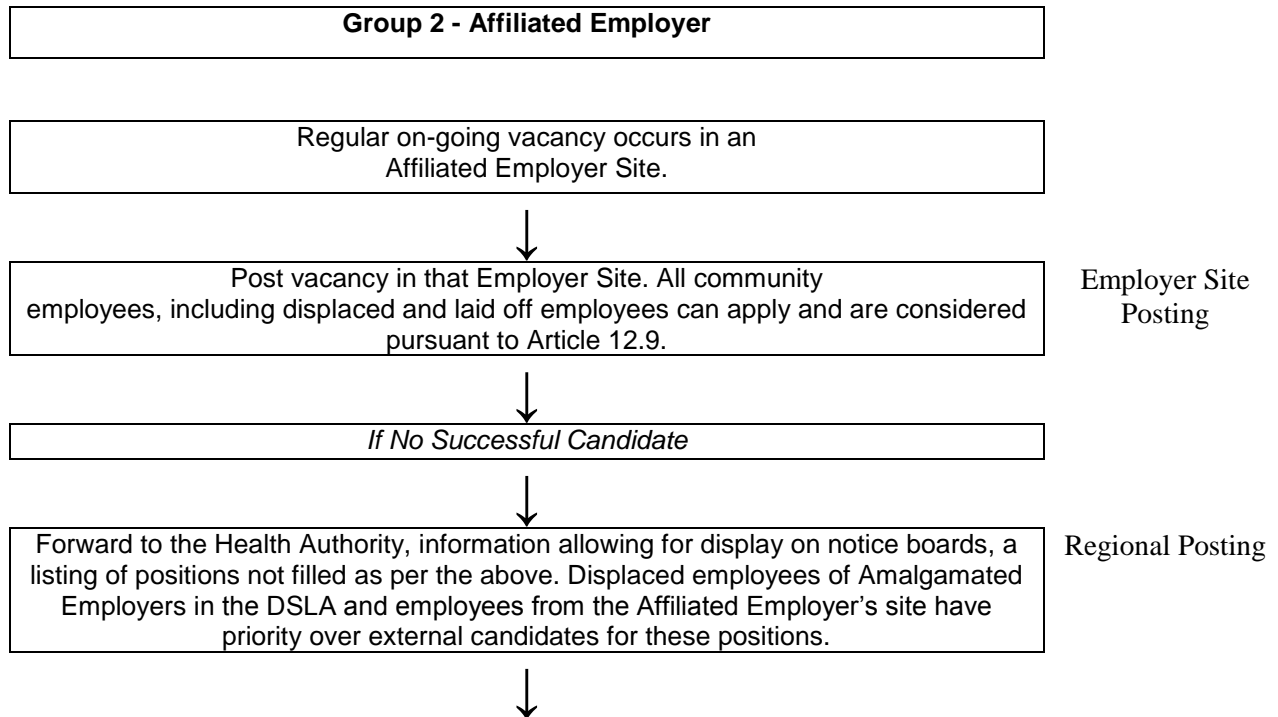 Group 2 - Affiliated Employer
Regular on-going vacancy occurs in an
Affiliated Employer Site.
Post vacancy in that Employer Site. All community
employees, including displaced and laid off employees can apply and are considered
pursuant to Article 12.9.
Employer Site
Posting
If No Successful Candidate
Forward to the Health Authority, information allowing for display on notice boards, a
listing of positions not filled as per the above. Displaced employees of Amalgamated
Employers in the DSLA and employees from the Affiliated Employer's site have
priority over external candidates for these positions.
Regional Posting